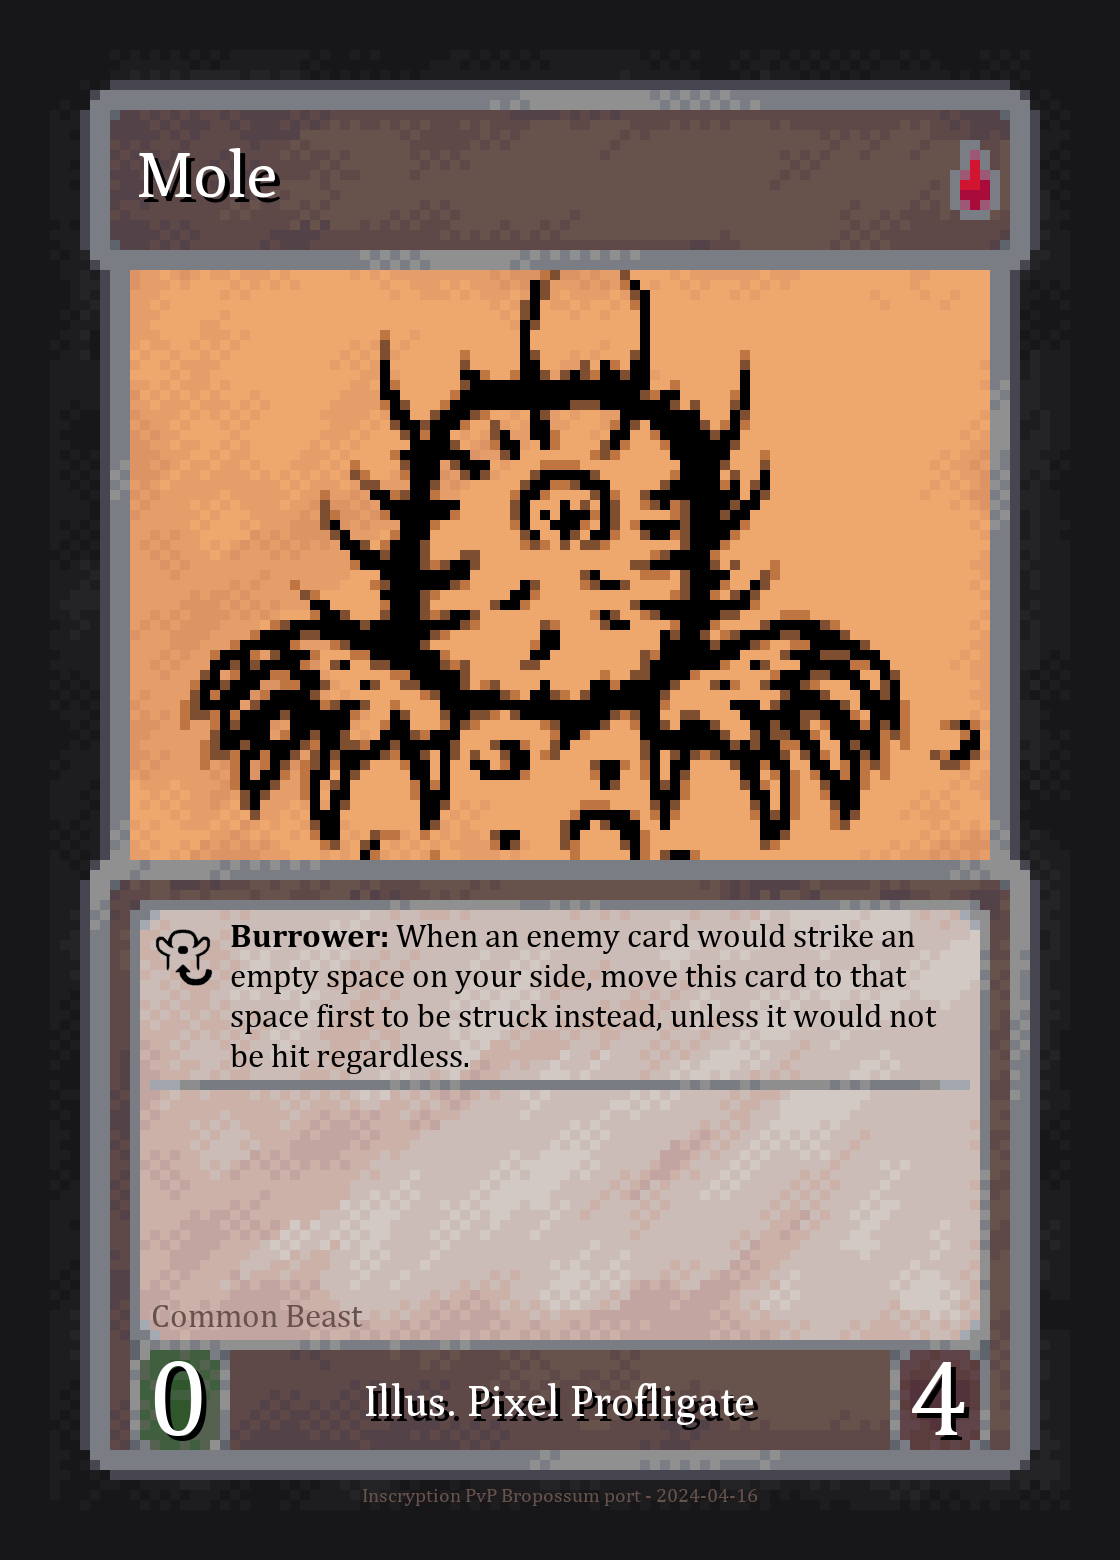 Mole
Burrower: When an enemy card would strike an
empty space on your side, move this card to that
space first to be struck instead, unless it would not
be hit regardless.
Common Beast
0
Illus. Pixel Profligate
4
Inscryption PvP Bropossum port - 2024-04-16